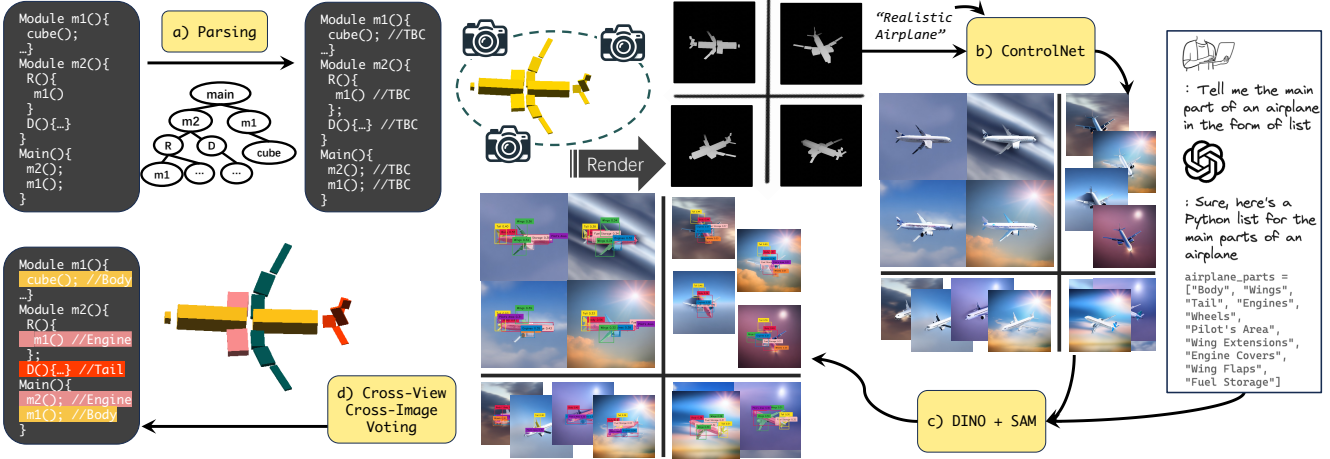 Module m1(){
cube();
…}
Module m2(){
R(){
m1()
}
D(){…}
}
Main(){
m2();
m1();
}
a) Parsing
main
m2
m1
R
D
cube
m1
...
...
Module m1(){
cube(); //TBC
…}
Module m2(){
R(){
m1() //TBC
};
D(){…} //TBC
}
Main(){
m2(); //TBC
m1(); //TBC
}
Render
“Realistic
Airplane”
b) ControlNet
: Tell me the main
part of an airplane
in the form of list
: Sure, here's a
Python list for the
main parts of an
airplane
airplane_parts =
["Body", "Wings",
"Tail", "Engines",
"Wheels",
"Pilot's Area",
"Wing Extensions",
"Engine Covers",
"Wing Flaps",
"Fuel Storage"]
c) DINO + SAM
d) Cross-View
Cross-Image
Voting
Module m1(){
cube(); //Body
…}
Module m2(){
R(){
m1() //Engine
};
D(){…} //Tail
Main(){
m2(); //Engine
m1(); //Body
}